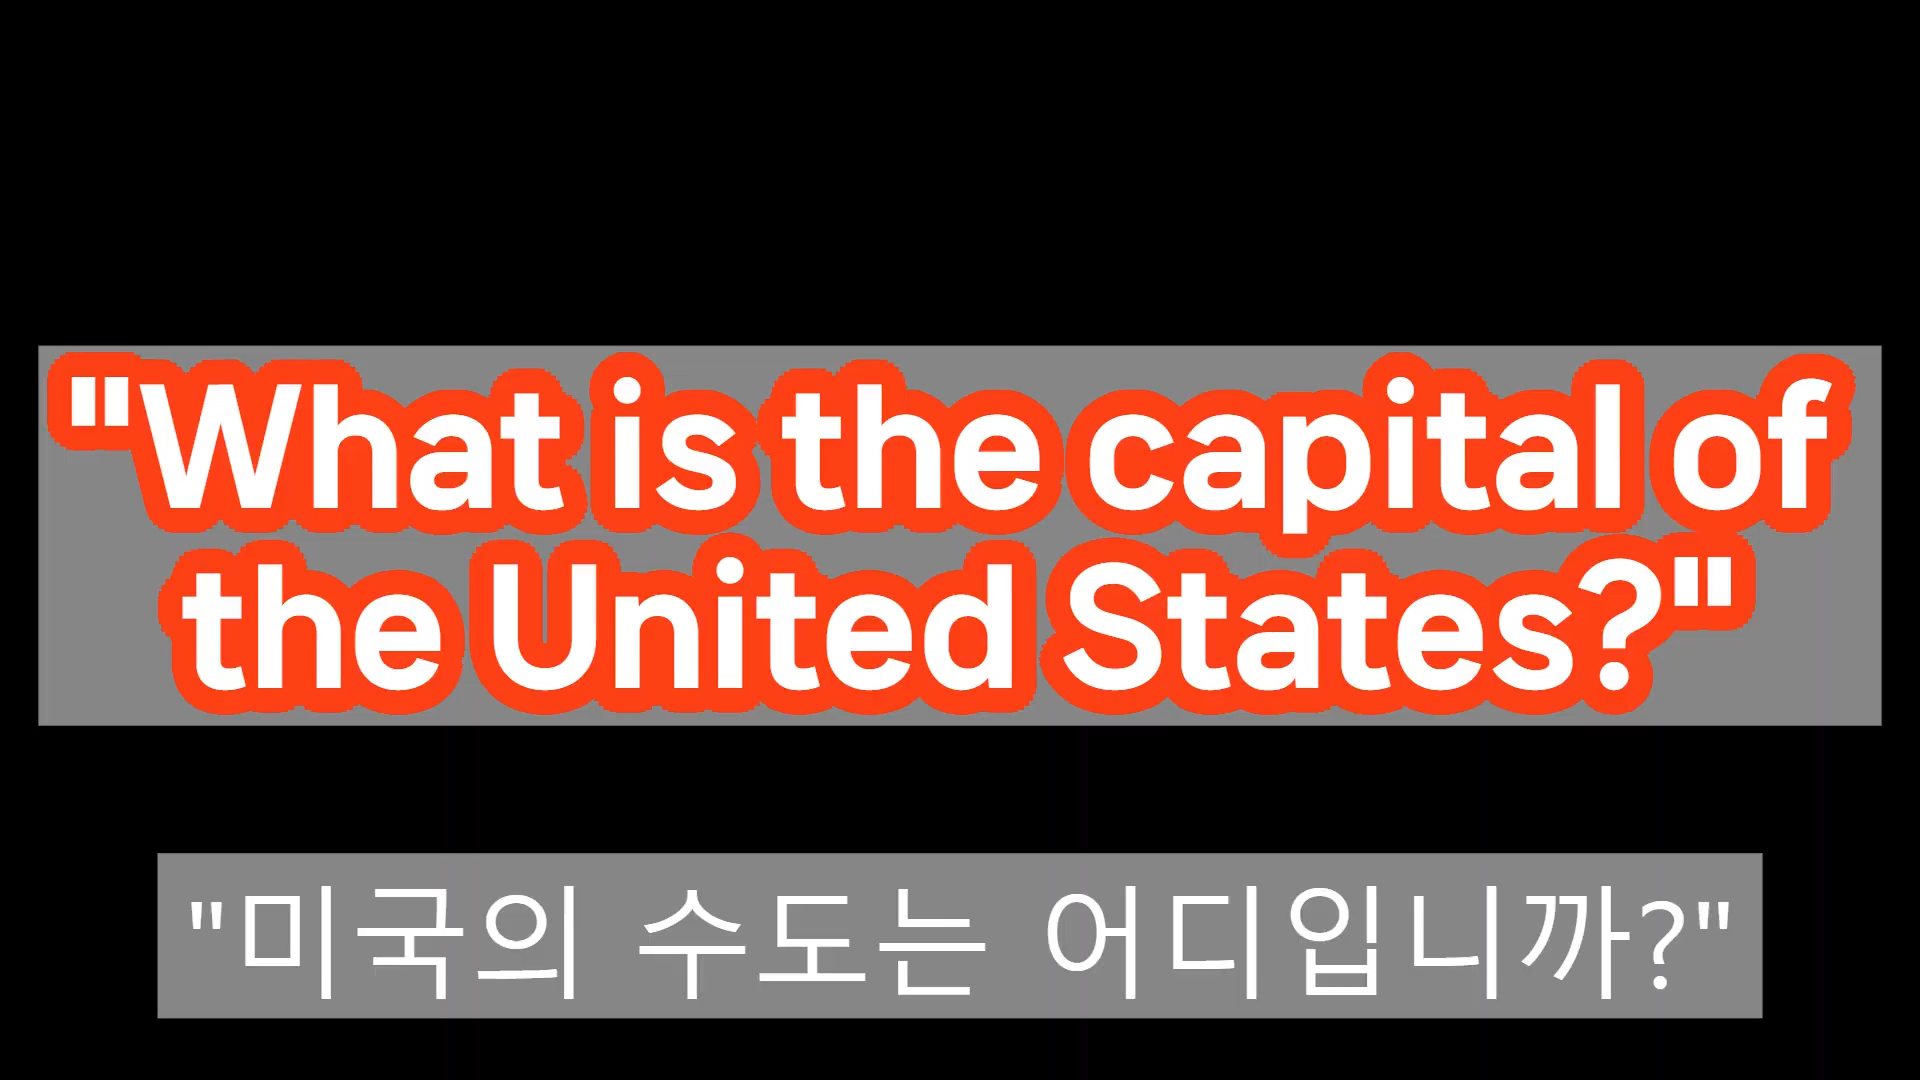 "What is the capital of
the United States?"
"미국의 수도는 어디입니까?"